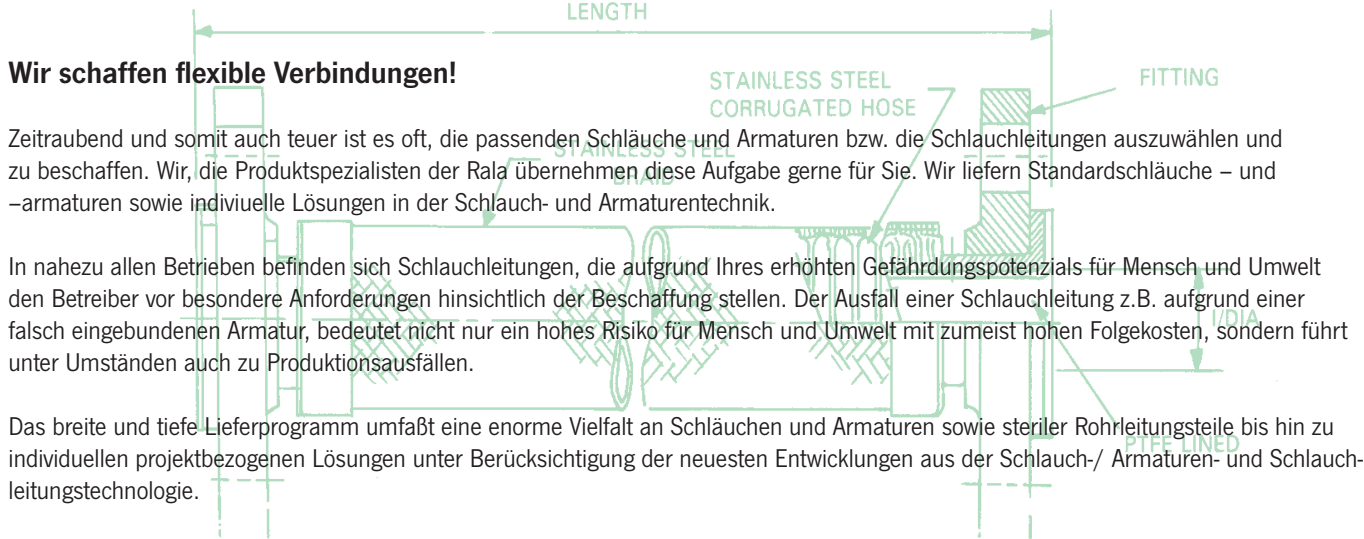 LENGTH
Wir schaffen flexible Verbindungen!
STAINLESS STEEL
CORRUGATED HOSE
FITTING
Zeitraubend und somit auch teuer ist es oft, die passenden Schläuche und Armaturen bzw. die Schlauchleitungen auszuwählen und
STAINLESS STEEL
BRAID
zu beschaffen. Wir, die Produktspezialisten der Rala übernehmen diese Aufgabe gerne für Sie. Wir liefern Standardschläuche – und
–armaturen sowie indiviuelle Lösungen in der Schlauch- und Armaturentechnik.
In nahezu allen Betrieben befinden sich Schlauchleitungen, die aufgrund Ihres erhöhten Gefährdungspotenzials für Mensch und Umwelt
den Betreiber vor besondere Anforderungen hinsichtlich der Beschaffung stellen. Der Ausfall einer Schlauchleitung z.B. aufgrund einer
I/DIA
falsch eingebundenen Armatur, bedeutet nicht nur ein hohes Risiko für Mensch und Umwelt mit zumeist hohen Folgekosten, sondern führt
unter Umständen auch zu Produktionsausfällen.
Das breite und tiefe Lieferprogramm umfaßt eine enorme Vielfalt an Schläuchen und Armaturen sowie steriler Rohrleitungsteile bis hin zu
PTFE LINED
individuellen projektbezogenen Lösungen unter Berücksichtigung der neuesten Entwicklungen aus der Schlauch-/ Armaturen- und Schlauch-
leitungstechnologie.